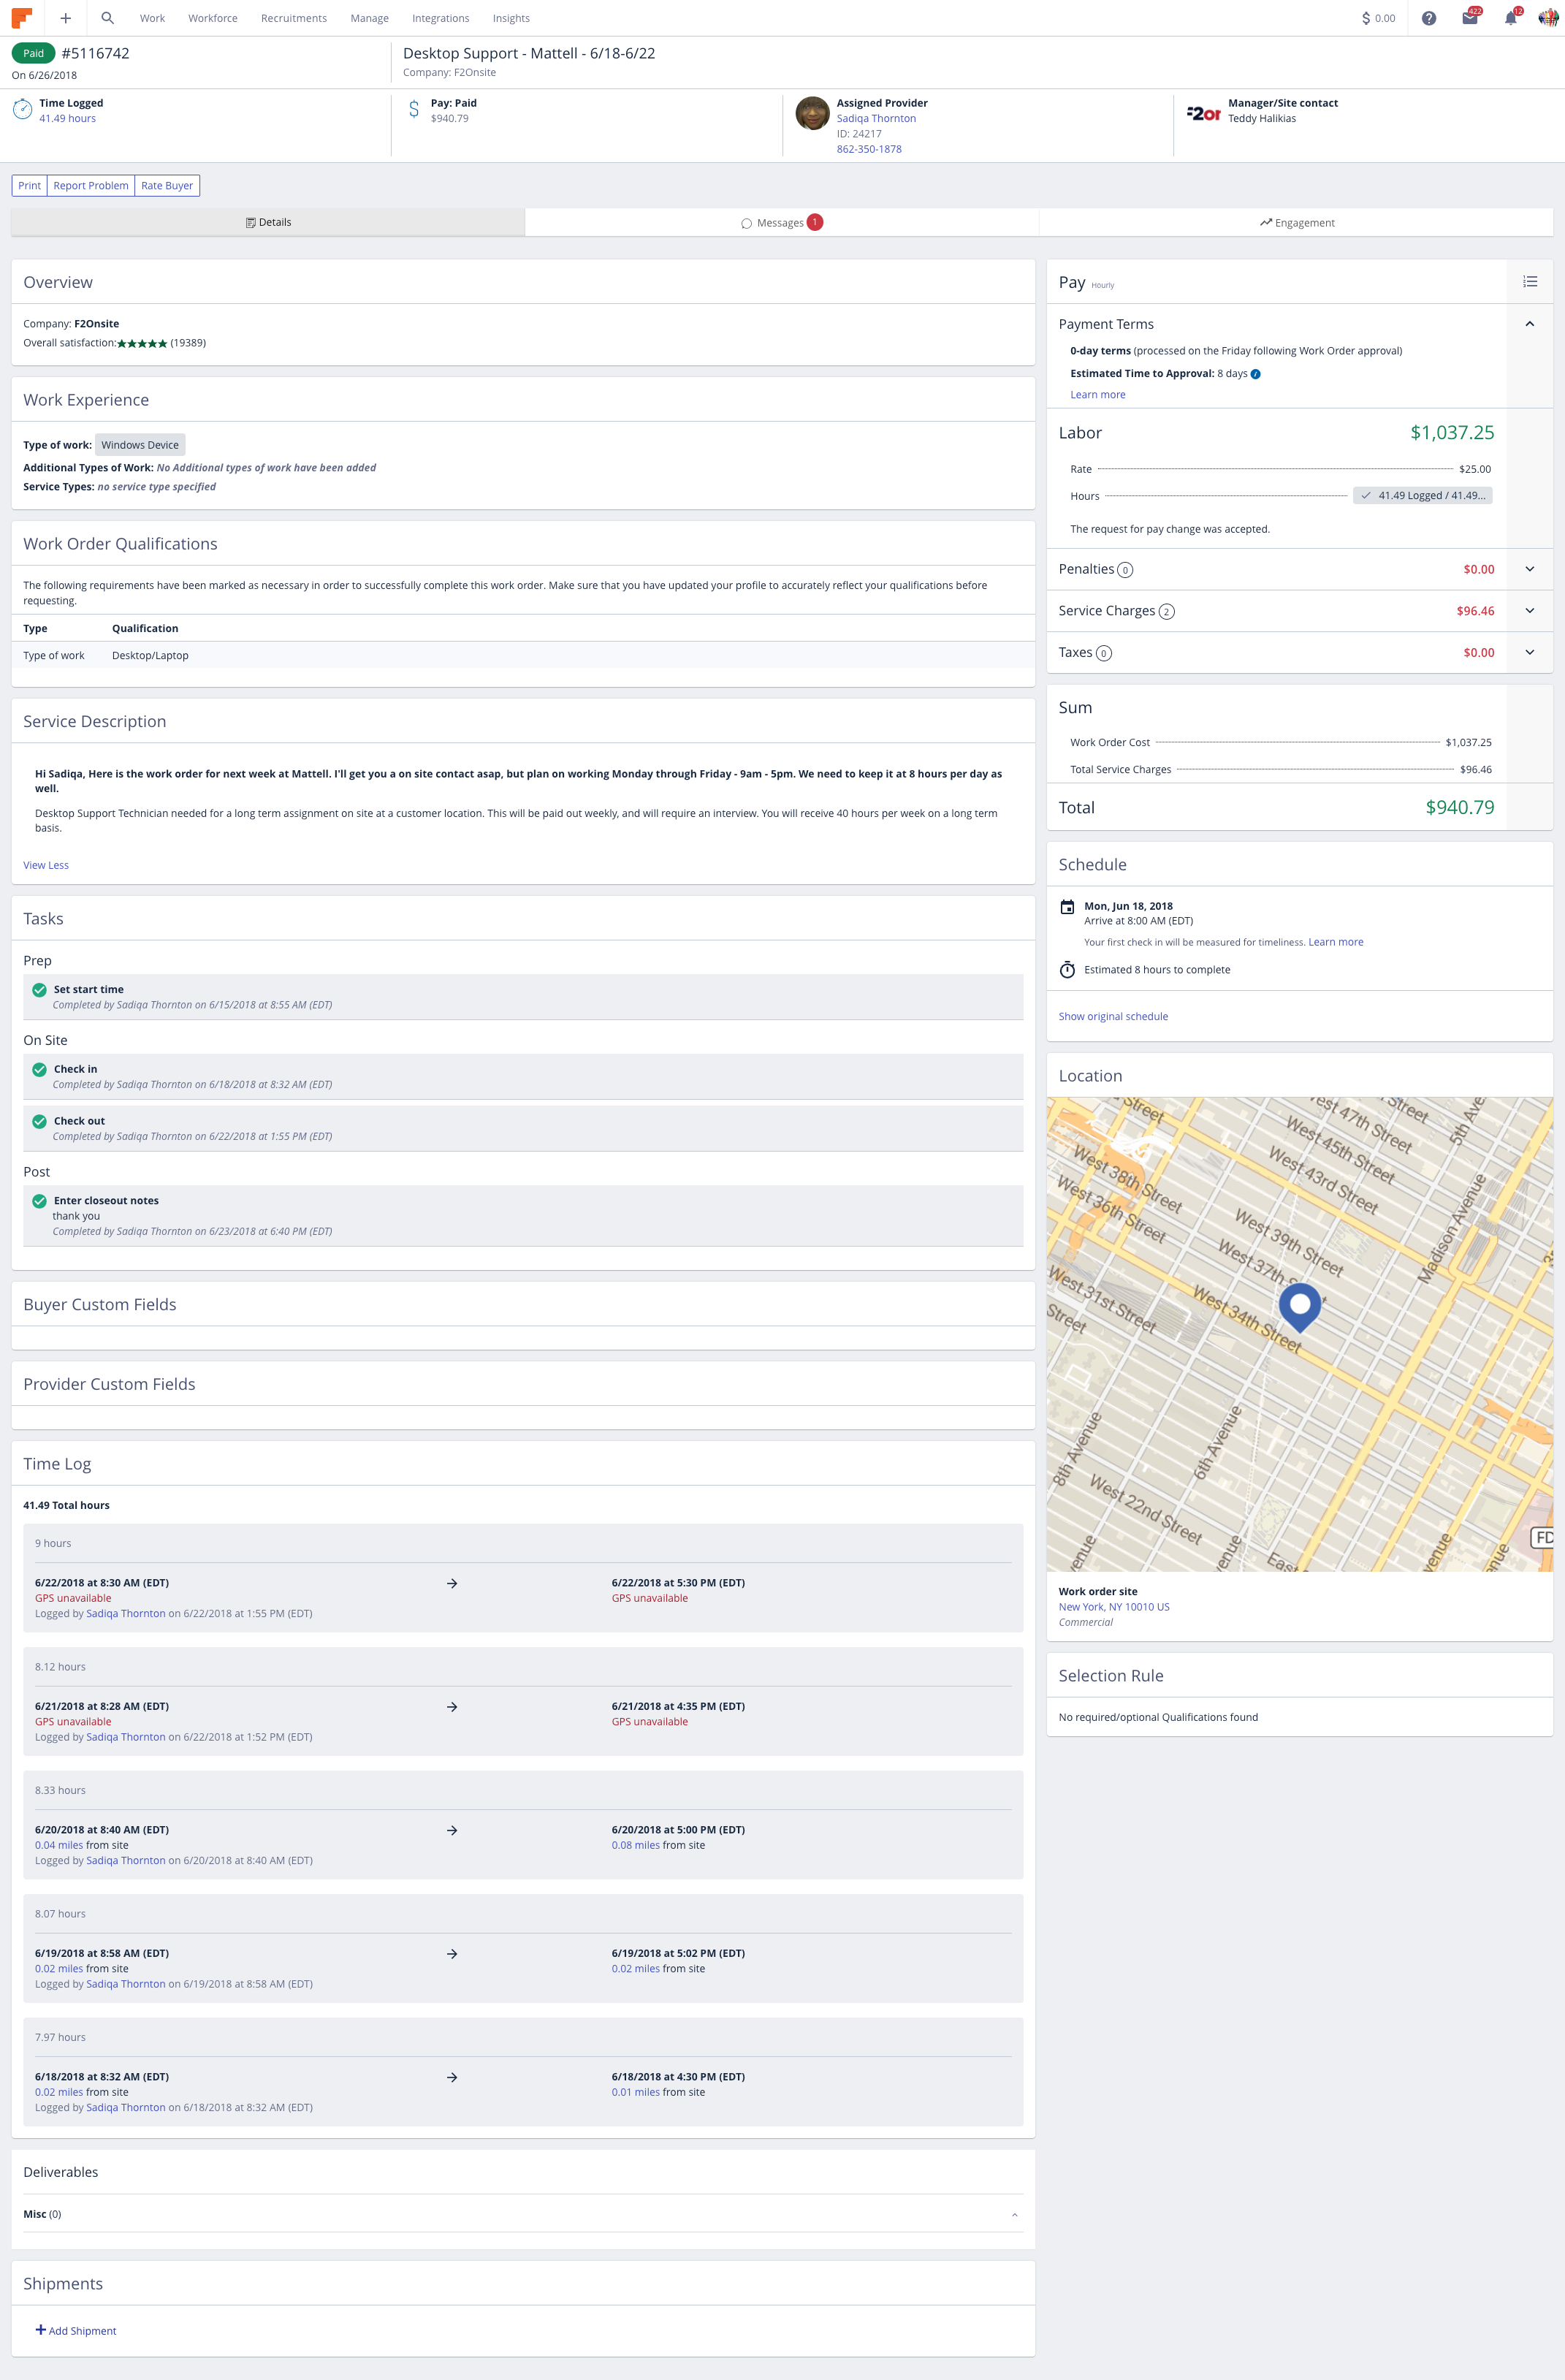 Work Workforce Recruitments Manage Integrations Insights
$ 0.00
422
12
Paid #5116742
On 6/26/2018
Desktop Support - Mattell - 6/18-6/22
Company: F2Onsite
Time Logged
41.49 hours
Pay: Paid
$940.79
Assigned Provider
Sadiqa Thornton
ID: 24217
862-350-1878
Manager/Site contact
Teddy Halikias
Print Report Problem Rate Buyer
Details
Messages 1
Engagement
Overview
Company: F2Onsite
Overall satisfaction:★★★★★ (19389)
Work Experience
Type of work: Windows Device
Additional Types of Work: No Additional types of work have been added
Service Types: no service type specified
Work Order Qualifications
The following requirements have been marked as necessary in order to successfully complete this work order. Make sure that you have updated your profile to accurately reflect your qualifications before
requesting.
Type Qualification
Type of work Desktop/Laptop
Service Description
Hi Sadiqa, Here is the work order for next week at Mattell. I'll get you a on site contact asap, but plan on working Monday through Friday - 9am - 5pm. We need to keep it at 8 hours per day as
well.
Desktop Support Technician needed for a long term assignment on site at a customer location. This will be paid out weekly, and will require an interview. You will receive 40 hours per week on a long term
basis.
View Less
Tasks
Prep
Set start time
Completed by Sadiqa Thornton on 6/15/2018 at 8:55 AM (EDT)
On Site
Check in
Completed by Sadiqa Thornton on 6/18/2018 at 8:32 AM (EDT)
Check out
Completed by Sadiqa Thornton on 6/22/2018 at 1:55 PM (EDT)
Post
Enter closeout notes
thank you
Completed by Sadiqa Thornton on 6/23/2018 at 6:40 PM (EDT)
Buyer Custom Fields
Provider Custom Fields
Time Log
41.49 Total hours
9 hours
6/22/2018 at 8:30 AM (EDT) → 6/22/2018 at 5:30 PM (EDT)
GPS unavailable GPS unavailable
Logged by Sadiqa Thornton on 6/22/2018 at 1:55 PM (EDT)
8.12 hours
6/21/2018 at 8:28 AM (EDT) → 6/21/2018 at 4:35 PM (EDT)
GPS unavailable GPS unavailable
Logged by Sadiqa Thornton on 6/22/2018 at 1:52 PM (EDT)
8.33 hours
6/20/2018 at 8:40 AM (EDT) → 6/20/2018 at 5:00 PM (EDT)
0.04 miles from site 0.08 miles from site
Logged by Sadiqa Thornton on 6/20/2018 at 8:40 AM (EDT)
8.07 hours
6/19/2018 at 8:58 AM (EDT) → 6/19/2018 at 5:02 PM (EDT)
0.02 miles from site 0.02 miles from site
Logged by Sadiqa Thornton on 6/19/2018 at 8:58 AM (EDT)
7.97 hours
6/18/2018 at 8:32 AM (EDT) → 6/18/2018 at 4:30 PM (EDT)
0.02 miles from site 0.01 miles from site
Logged by Sadiqa Thornton on 6/18/2018 at 8:32 AM (EDT)
Deliverables
Misc (0)
Shipments
Add Shipment
Pay Hourly
Payment Terms
0-day terms (processed on the Friday following Work Order approval)
Estimated Time to Approval: 8 days
Learn more
Labor $1,037.25
Rate $25.00
Hours 41.49 Logged / 41.49...
The request for pay change was accepted.
Penalties 0 $0.00
Service Charges 2 $96.46
Taxes 0 $0.00
Sum
Work Order Cost $1,037.25
Total Service Charges $96.46
Total $940.79
Schedule
Mon, Jun 18, 2018
Arrive at 8:00 AM (EDT)
Your first check in will be measured for timeliness. Learn more
Estimated 8 hours to complete
Show original schedule
Location
Street
West 47th Street
Street
5th Ave
West 45th Street
West 43rd Street
West 38th Street
West 36th Street
West 39th Street
Madison Avenue
West 37th S
West 31st Street
West 34th Street
Street
8th Avenue
6th Avenue
West 22nd Street
FD
venue
venue
East
venue
enue
Work order site
New York, NY 10010 US
Commercial
Selection Rule
No required/optional Qualifications found